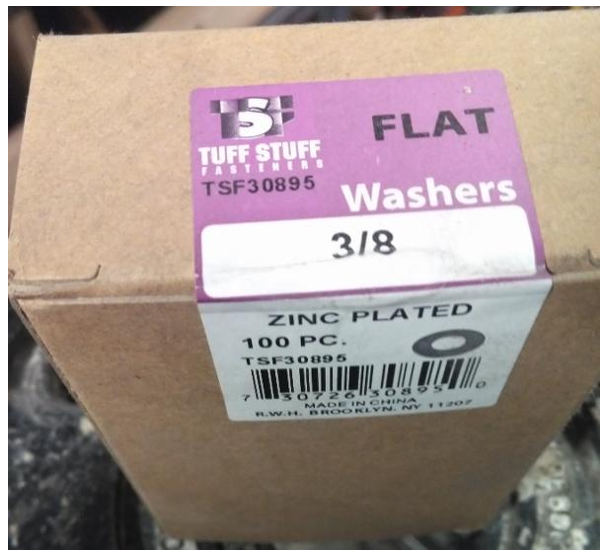 TSF
FLAT
TUFF STUFF
FASTENERS
TSF30895
Washers
3/8
ZINC PLATED
100 PC.
TSF30895
7 30726 30895 0
MADE IN CHINA
R.W.H. BROOKLYN, NY 11207